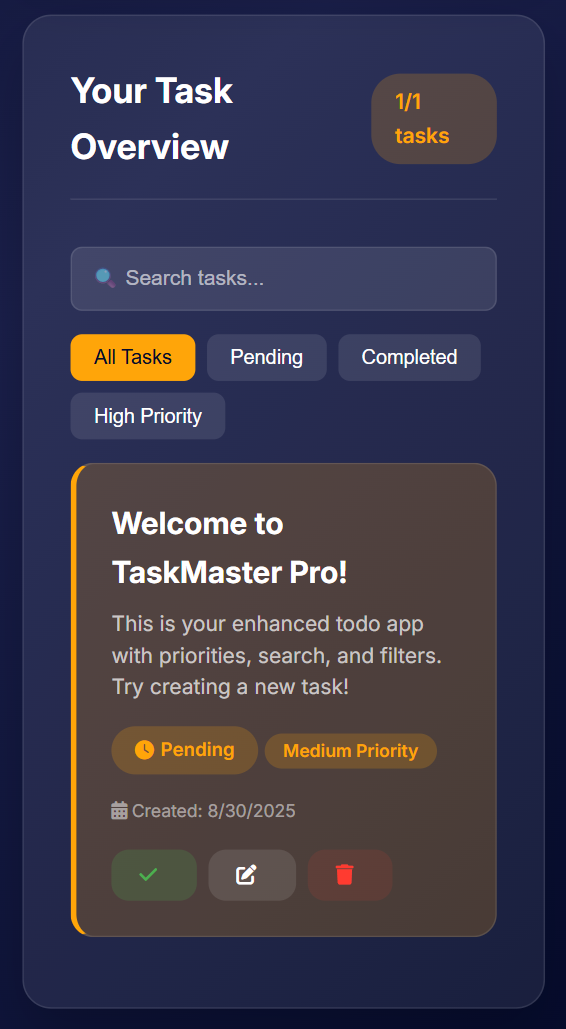 Your Task
Overview
1/1
tasks
Search tasks...
All Tasks
Pending
Completed
High Priority
Welcome to
TaskMaster Pro!
This is your enhanced todo app
with priorities, search, and filters.
Try creating a new task!
Pending
Medium Priority
Created: 8/30/2025